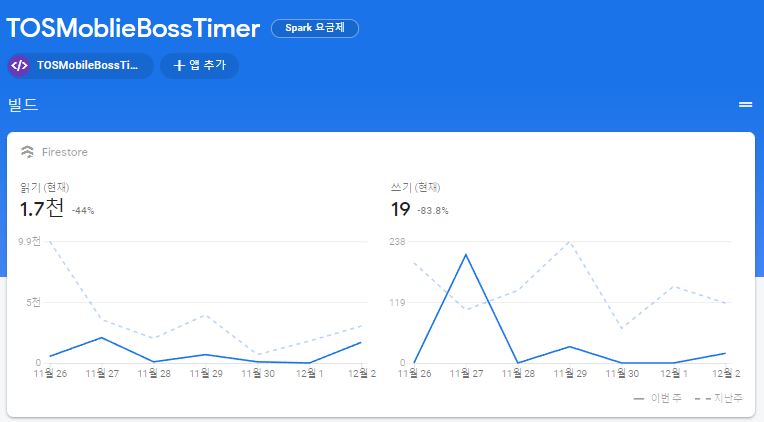 TOSMoblieBossTimer Spark 요금제
TOSMobileBossTi... + 앱 추가
빌드
Firestore
읽기 (현재) 쓰기 (현재)
1.7천 -44% 19 -83.8%
9.9천 238
5천 119
0 0
11월 26 11월 27 11월 28 11월 29 11월 30 12월 1 12월 2 11월 26 11월 27 11월 28 11월 29 11월 30 12월 1 12월 2
이번 주 지난주